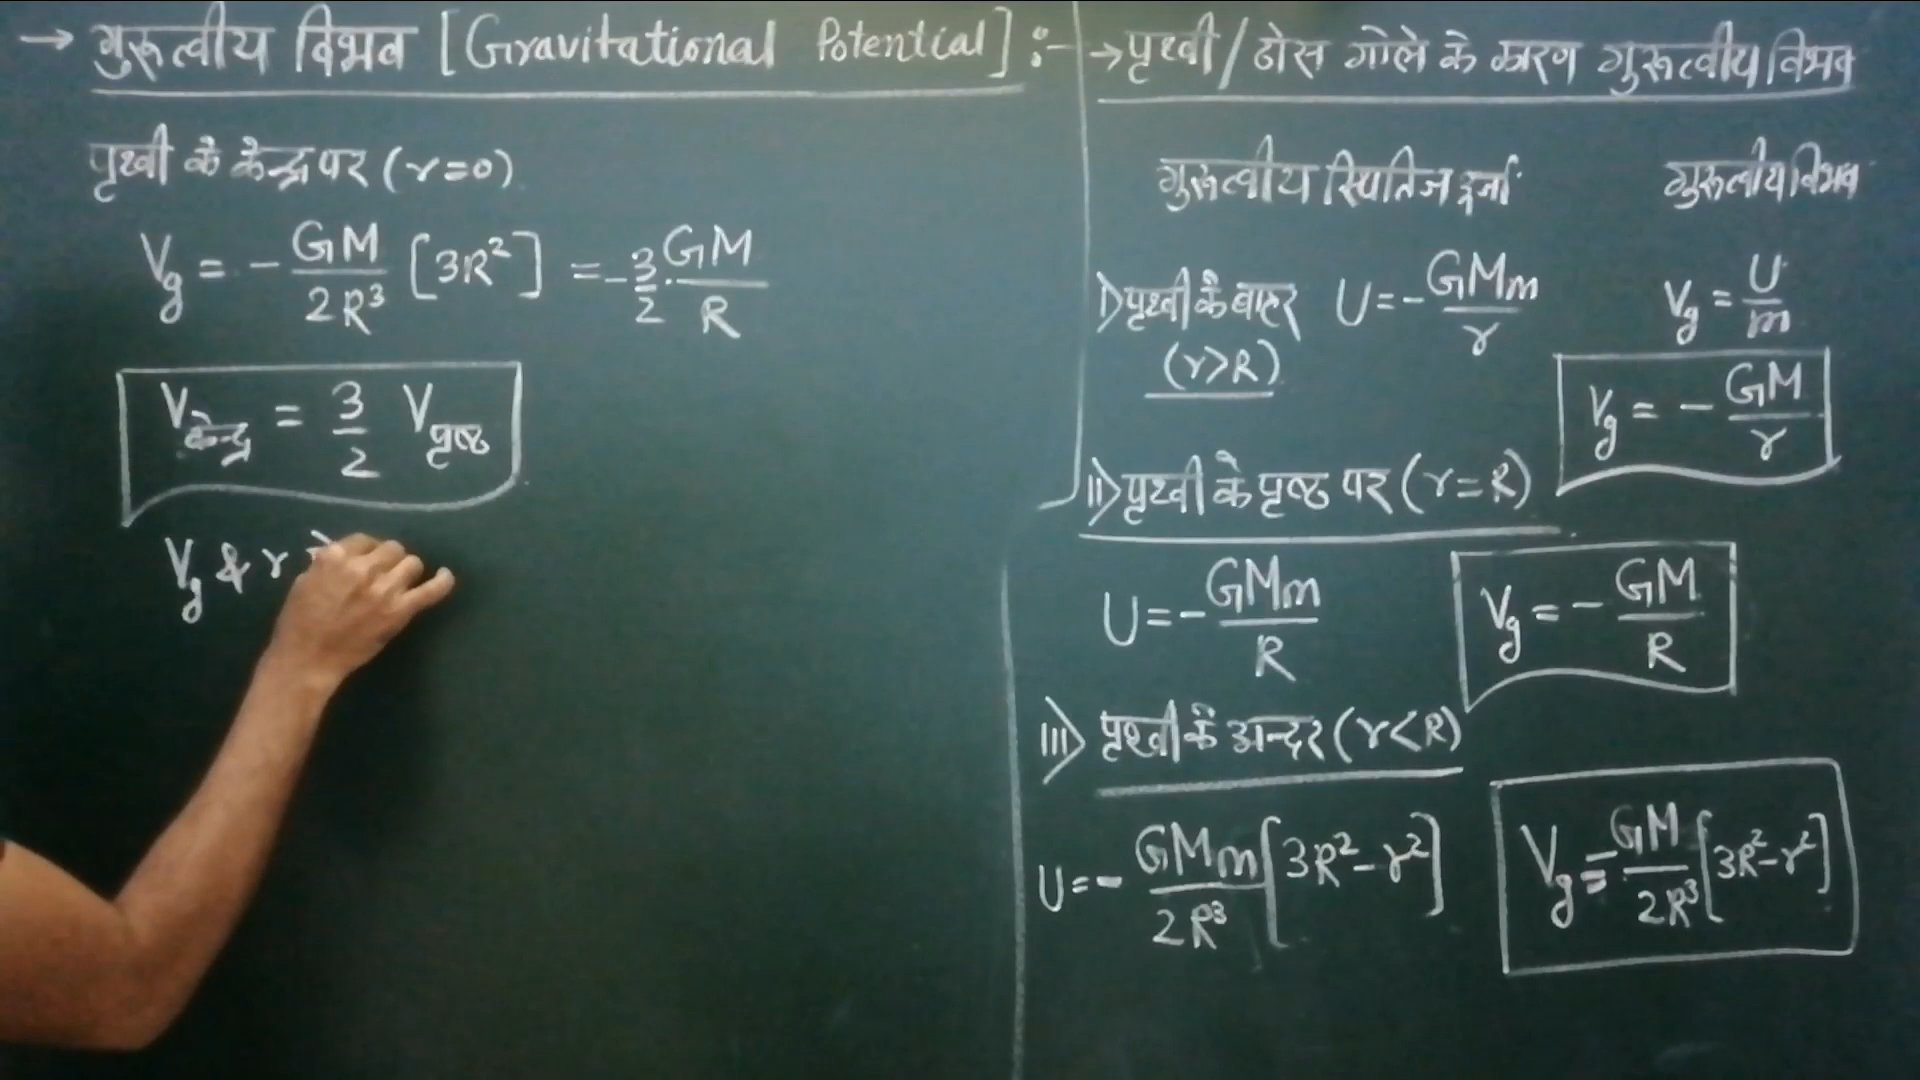 → गुरूत्वीय विभव [Gravitational Potential] :-
पृथ्वी के केन्द्र पर (r=0)
Vg = - GM/2R³ [3R²] = - 3/2 . GM/R
Vकेन्द्र = 3/2 Vपृष्ठ
Vg & r
→ पृथ्वी / ठोस गोले के कारण गुरूत्वीय विभव
गुरूत्वीय स्थितिज ऊर्जा गुरूत्वीय विभव
I> पृथ्वी के बाहर U = - GMm/r Vg = U/m
(r>R) Vg = - GM/r
II> पृथ्वी के पृष्ठ पर (r=R)
U = - GMm/R Vg = - GM/R
III> पृथ्वी के अन्दर (r<R)
U = - GMm/2R³ [3R²-r²] Vg = - GM/2R³ [3R²-r²]